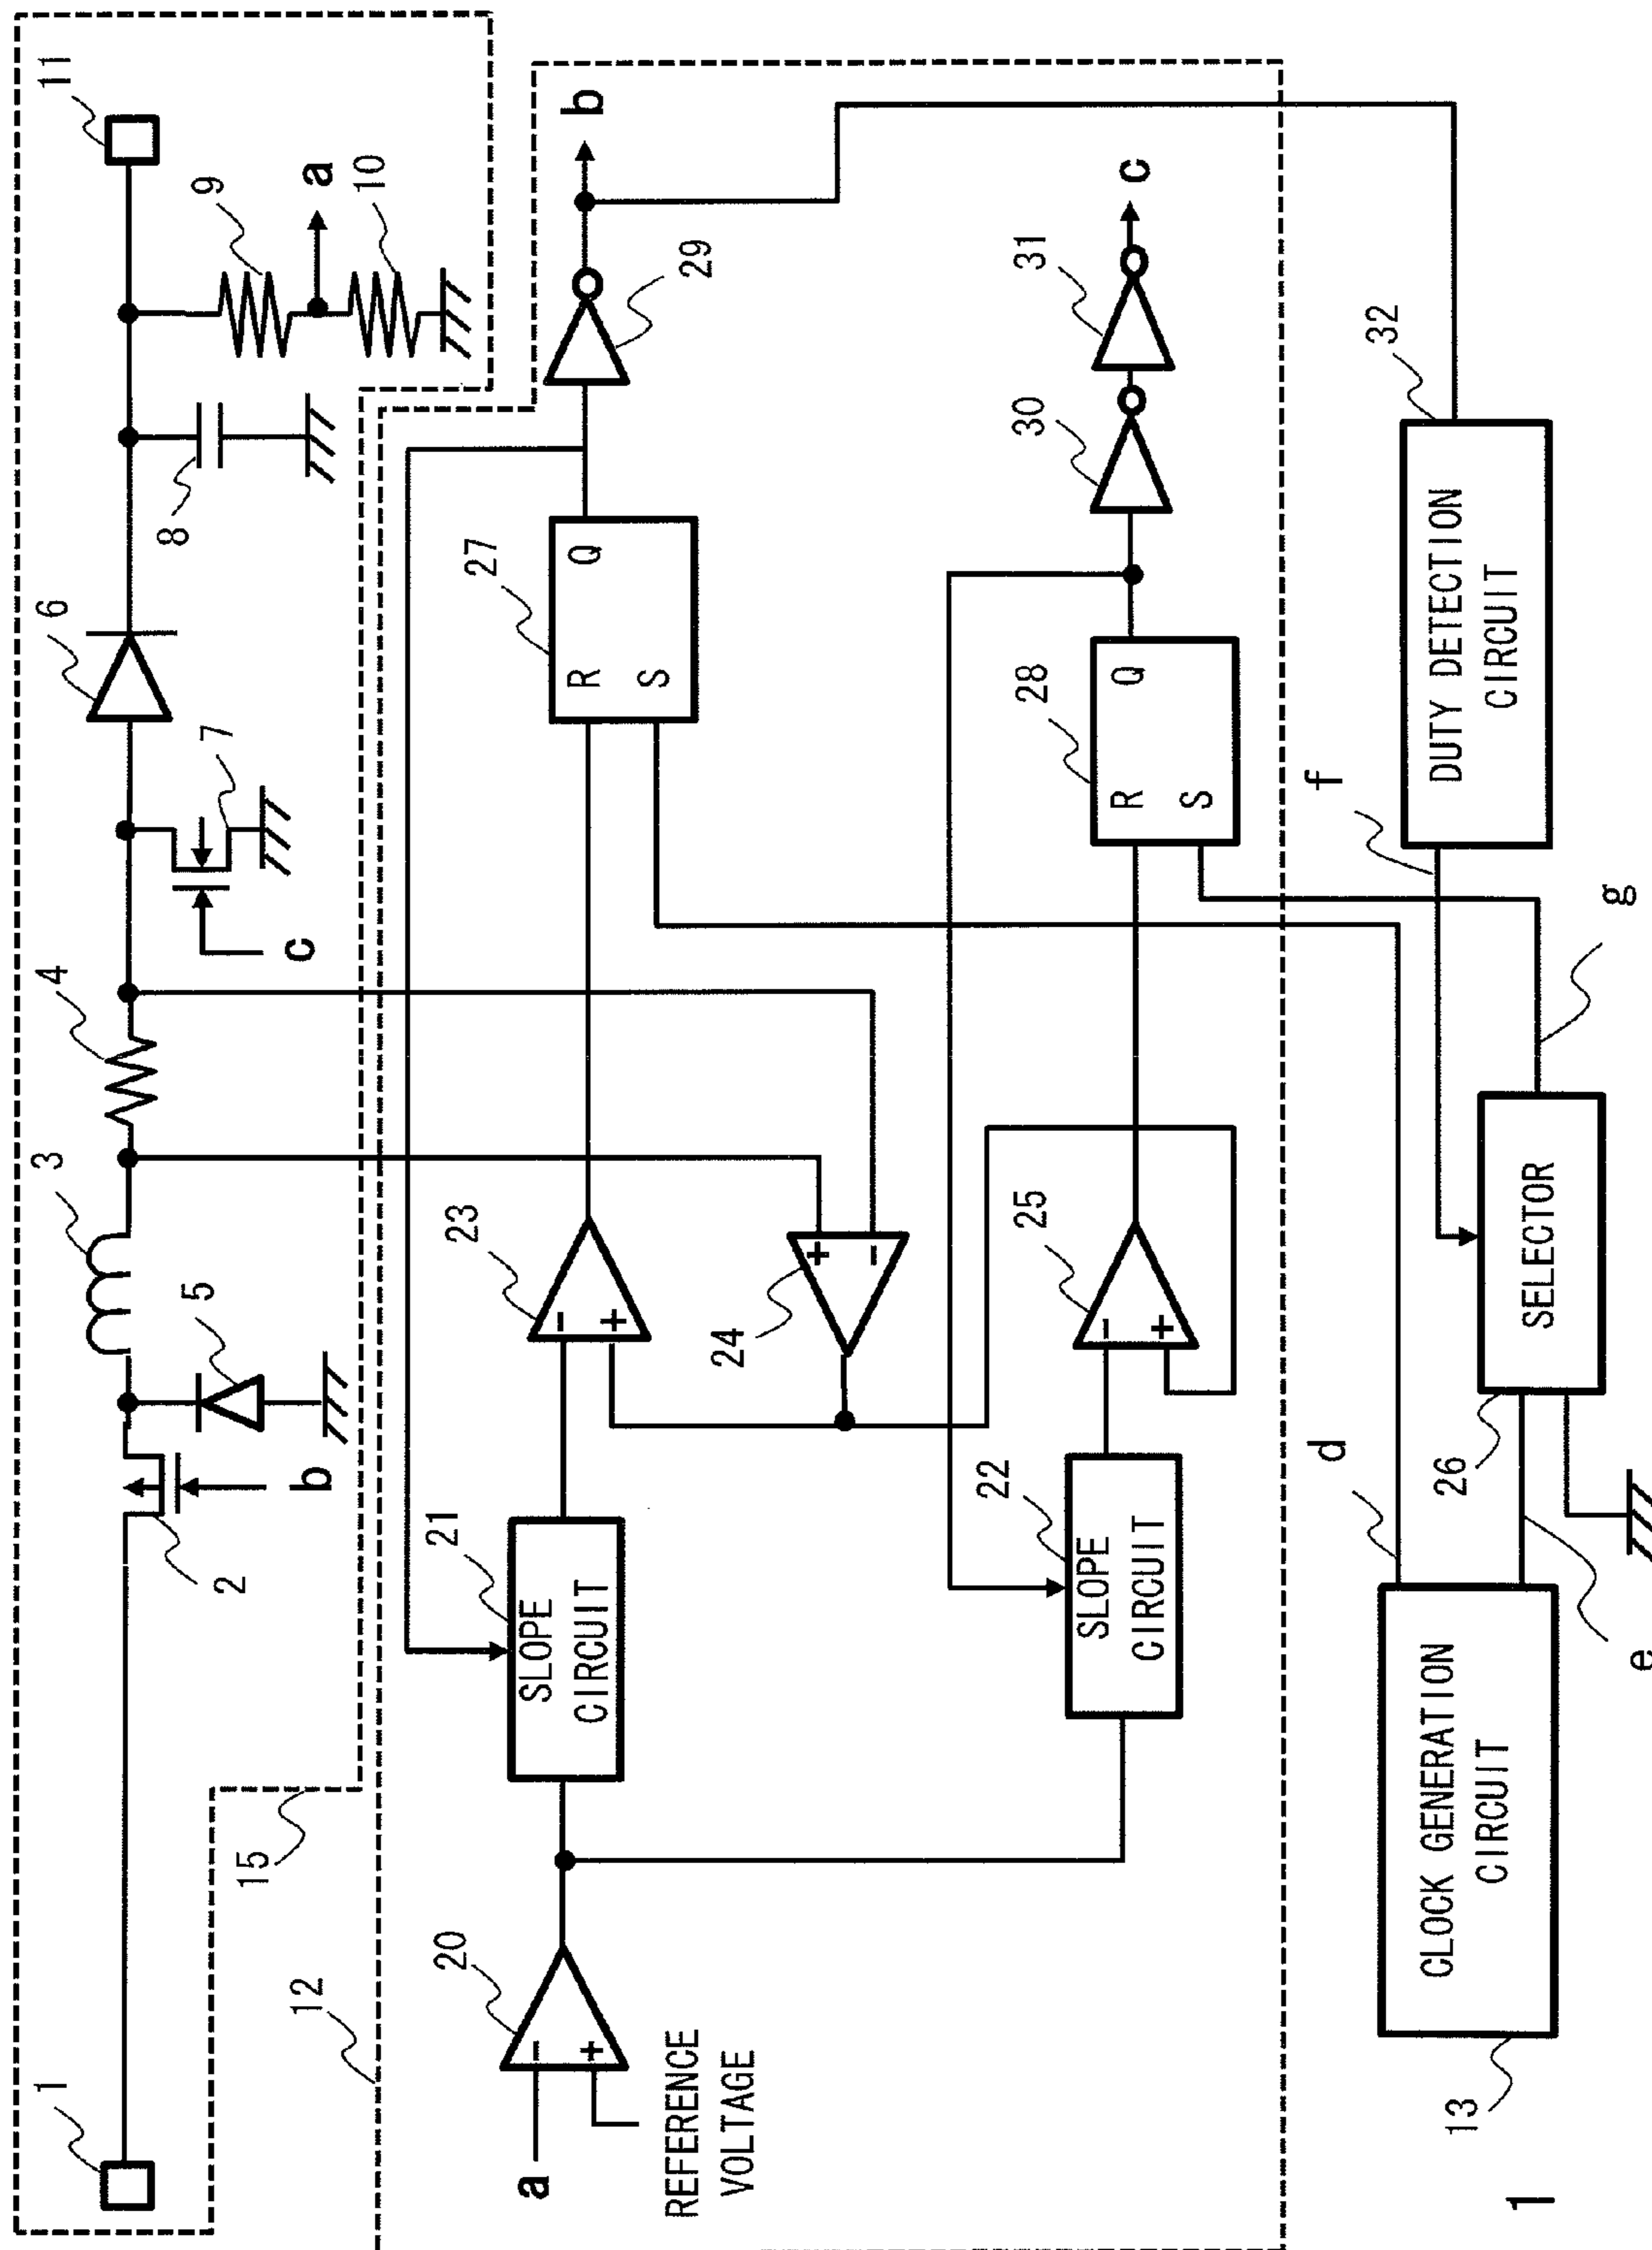 1
2
b
5
3
4
c
7
6
8
9
a
10
11
15
12
a
REFERENCE
VOLTAGE
20
21
SLOPE
CIRCUIT
23
-
+
-
+
24
+
-
27
R
Q
S
29
b
22
SLOPE
CIRCUIT
25
-
+
28
R
Q
S
30
31
c
13
CLOCK GENERATION
CIRCUIT
d
e
26
SELECTOR
f
g
32
DUTY DETECTION
CIRCUIT
1